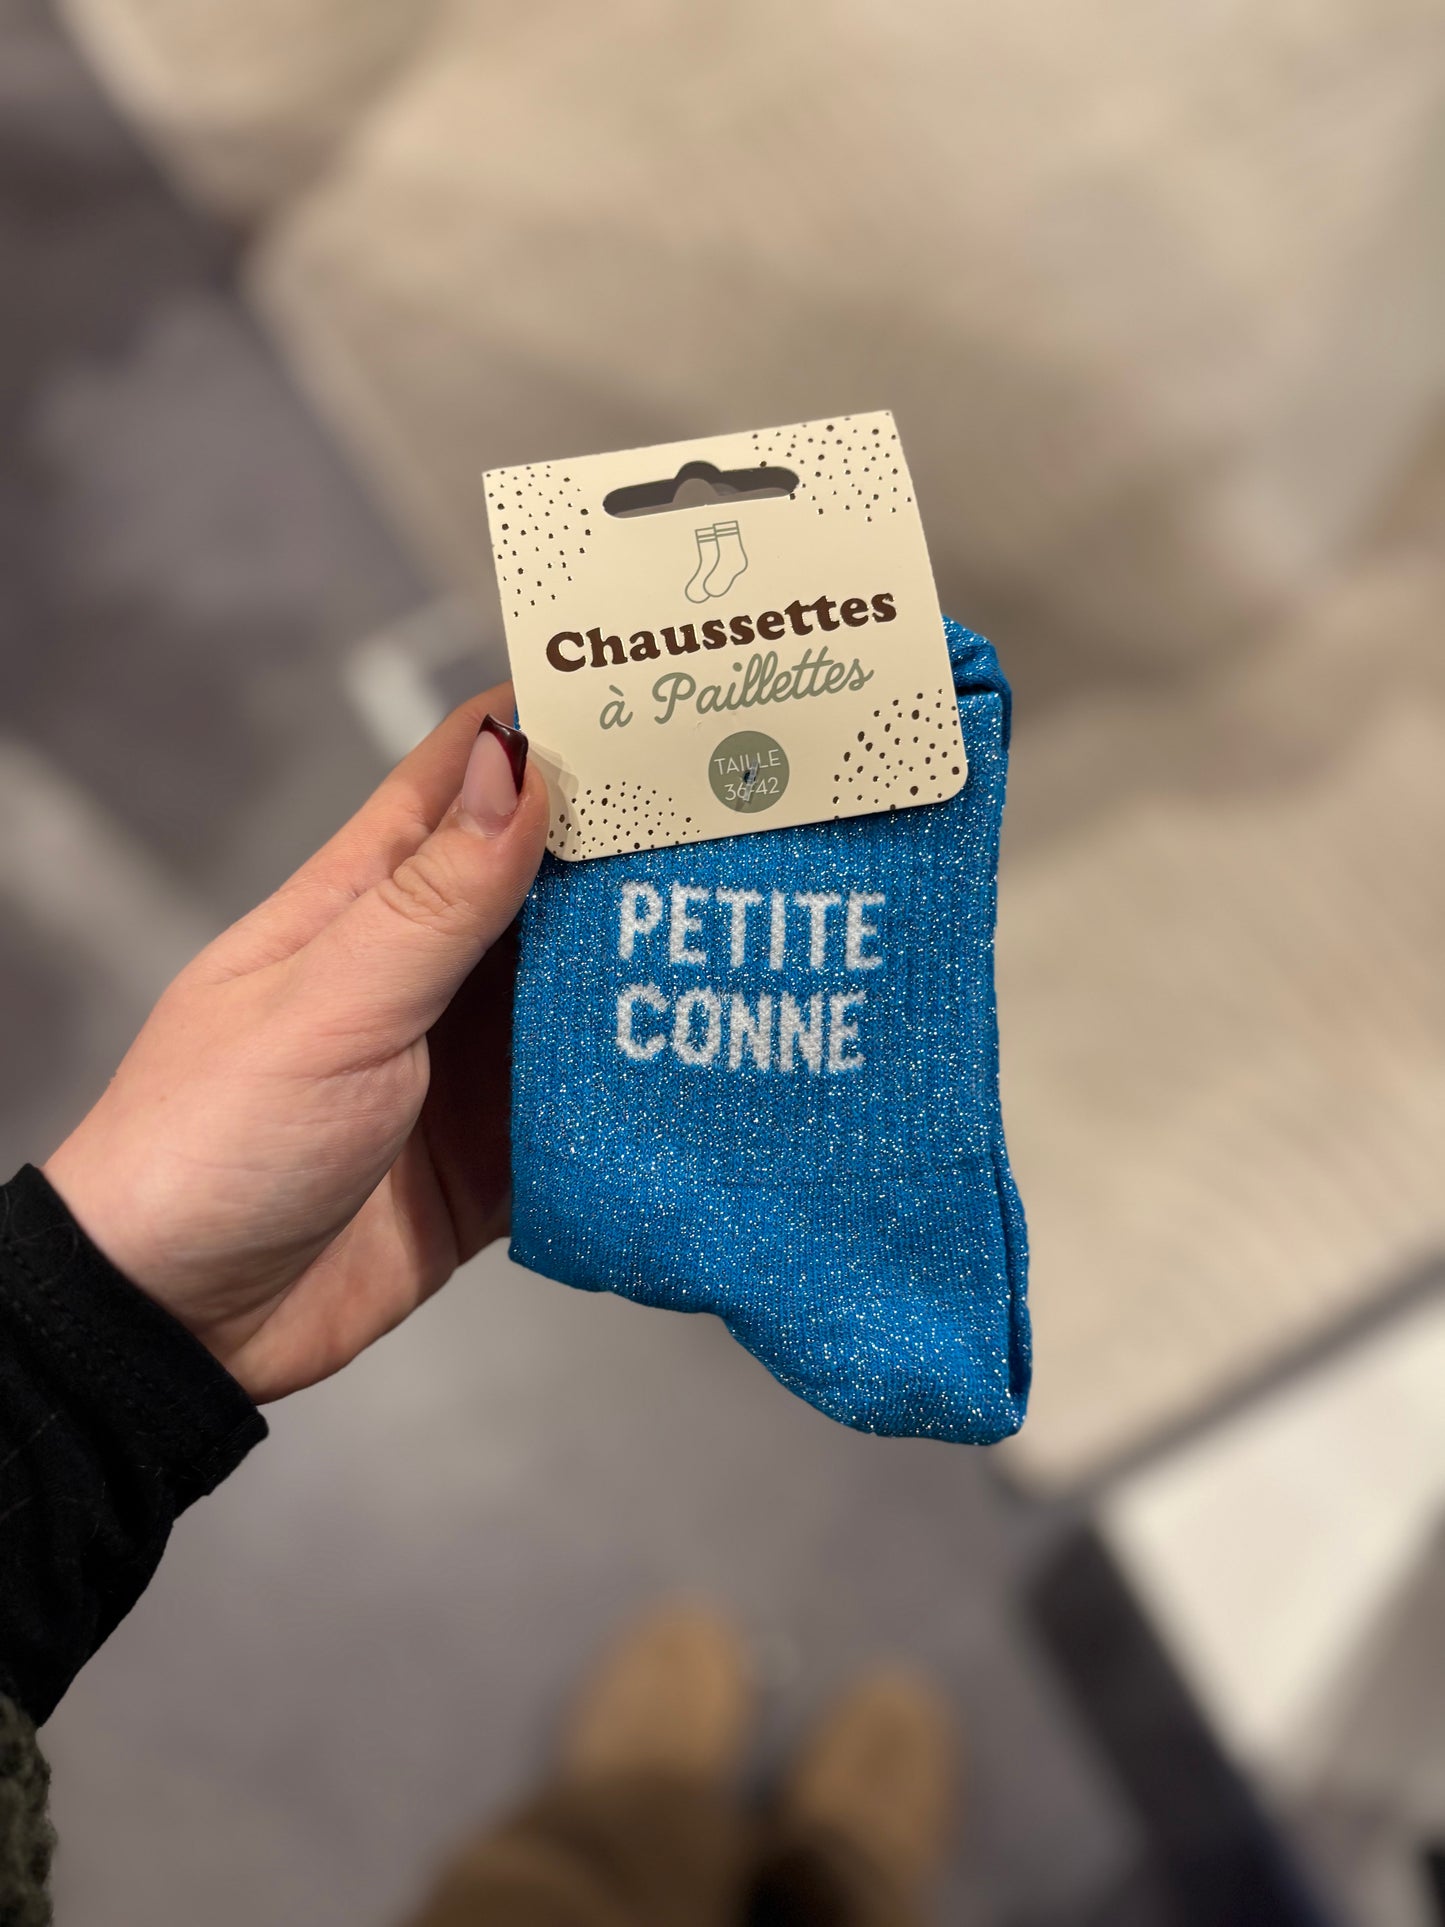 Chaussettes
à Paillettes
TAILLE
36-42
PETITE
CONNE